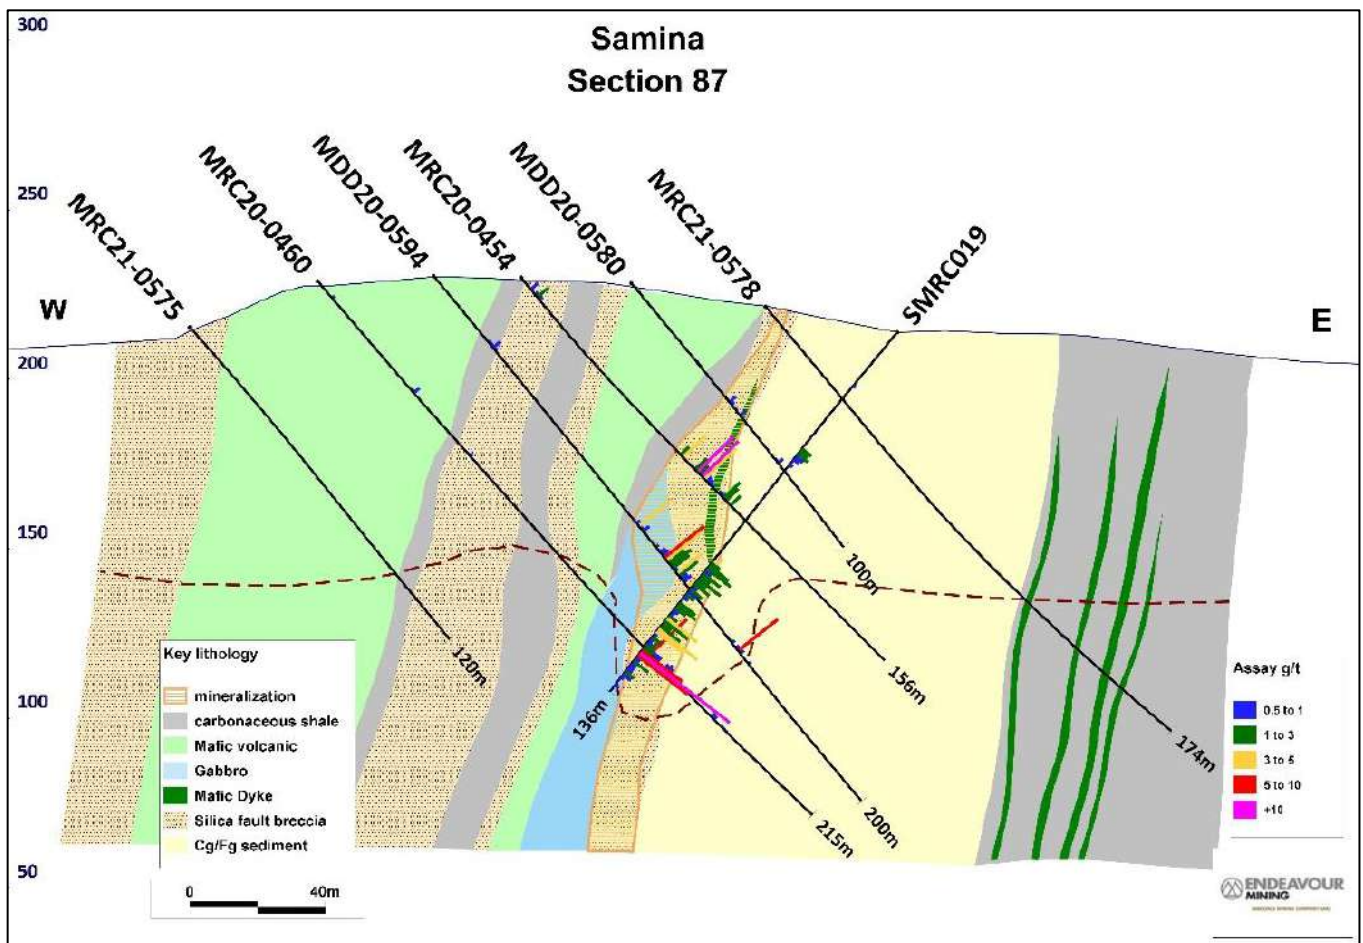 300
Samina
Section 87
250
MRC21-0575
MRC20-0460
MDD20-0594
MRC20-0454
MDD20-0580
MRC21-0578
SMRC019
W
E
200
150
100m
120m
156m
Key lithology
mineralization
carbonaceous shale
Mafic volcanic
Gabbro
Mafic Dyke
Silica fault breccia
Cg/Fg sediment
100
136m
174m
Assay g/t
0.5 to 1
1 to 3
3 to 5
5 to 10
+10
215m
200m
50
0 40m
ENDEAVOUR
MINING